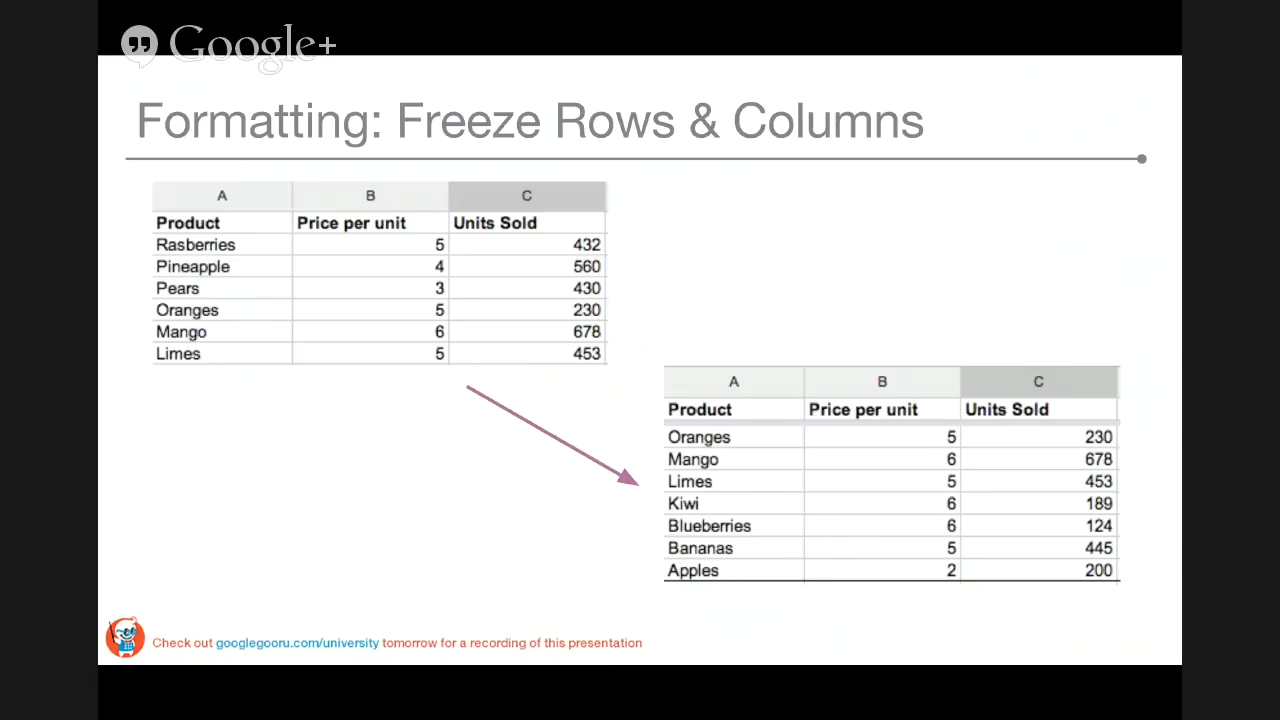 Google+
Formatting: Freeze Rows & Columns
A B C
Product Price per unit Units Sold
Rasberries 5 432
Pineapple 4 560
Pears 3 430
Oranges 5 230
Mango 6 678
Limes 5 453
A B C
Product Price per unit Units Sold
Oranges 5 230
Mango 6 678
Limes 5 453
Kiwi 6 189
Blueberries 6 124
Bananas 5 445
Apples 2 200
Check out googlegooru.com/university tomorrow for a recording of this presentation